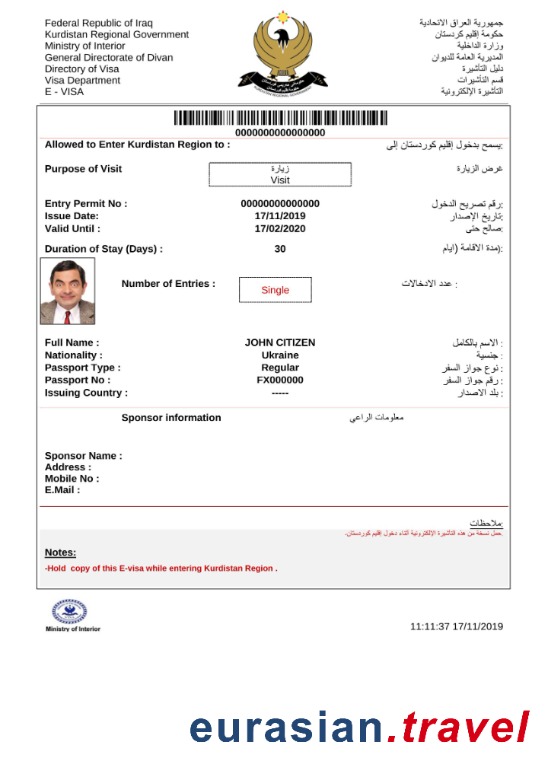 Federal Republic of Iraq
Kurdistan Regional Government
Ministry of Interior
General Directorate of Divan
Directory of Visa
Visa Department
E - VISA
جمهورية العراق الاتحادية
حكومة إقليم كردستان
وزارة الداخلية
المديرية العامة للديوان
دليل التأشيرة
قسم التأشيرات
التأشيرة الإلكترونية
0000000000000000
Allowed to Enter Kurdistan Region to : يسمح بدخول إقليم كوردستان إلى:
Purpose of Visit زيارة غرض الزيارة
Visit
Entry Permit No : 00000000000000 رقم تصريح الدخول:
Issue Date: 17/11/2019 تاريخ الإصدار:
Valid Until : 17/02/2020 صالح حتى:
Duration of Stay (Days) : 30 مدة الاقامة (ايام):
Number of Entries : Single عدد الادخالات :
Full Name : JOHN CITIZEN الاسم بالكامل :
Nationality : Ukraine جنسية :
Passport Type : Regular نوع جواز السفر :
Passport No : FX000000 رقم جواز السفر :
Issuing Country : ----- بلد الاصدار :
Sponsor information معلومات الراعي
Sponsor Name :
Address :
Mobile No :
E.Mail :
ملاحظات:
حمل نسخة من هذه التأشيرة الإلكترونية أثناء دخول إقليم كوردستان.
Notes:
-Hold copy of this E-visa while entering Kurdistan Region .
Ministry of Interior
11:11:37 17/11/2019
eurasian.travel